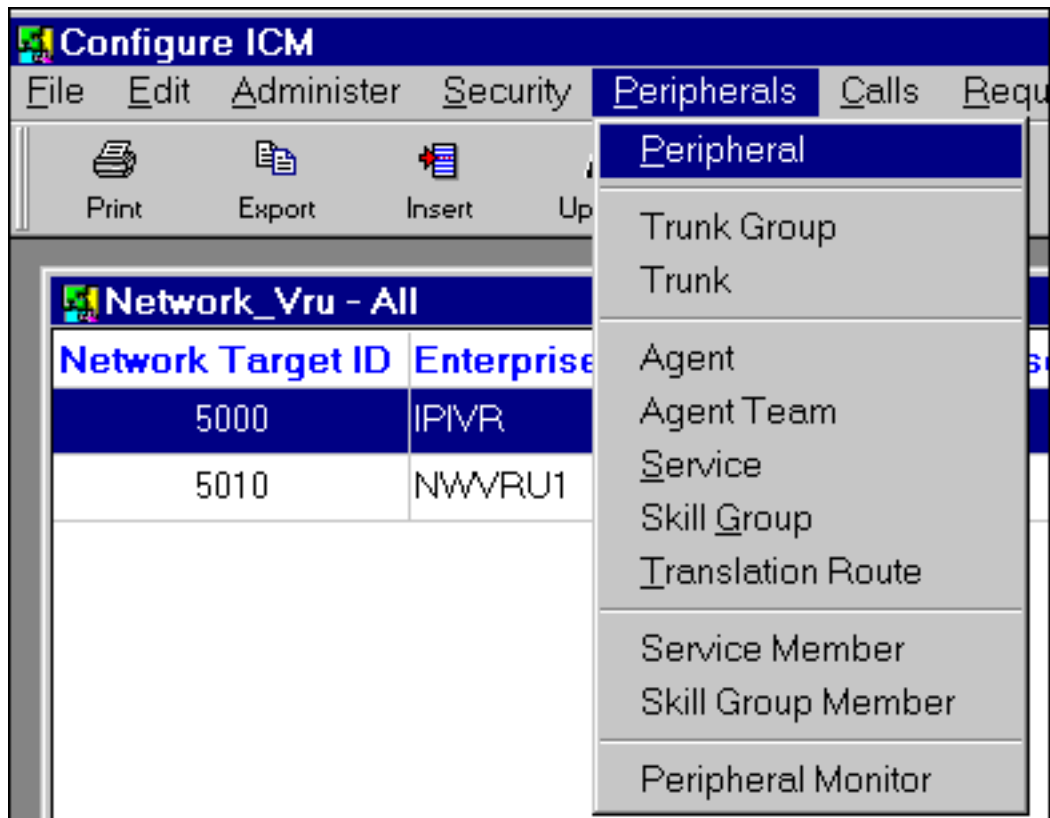 Configure ICM
File Edit Administer Security Peripherals Calls
Print Export Insert
Peripheral
Trunk Group
Trunk
Agent
Agent Team
Service
Skill Group
Translation Route
Service Member
Skill Group Member
Peripheral Monitor
Network_Vru - All
Network Target ID Enterprise
5000 IPIVR
5010 NWVRU1